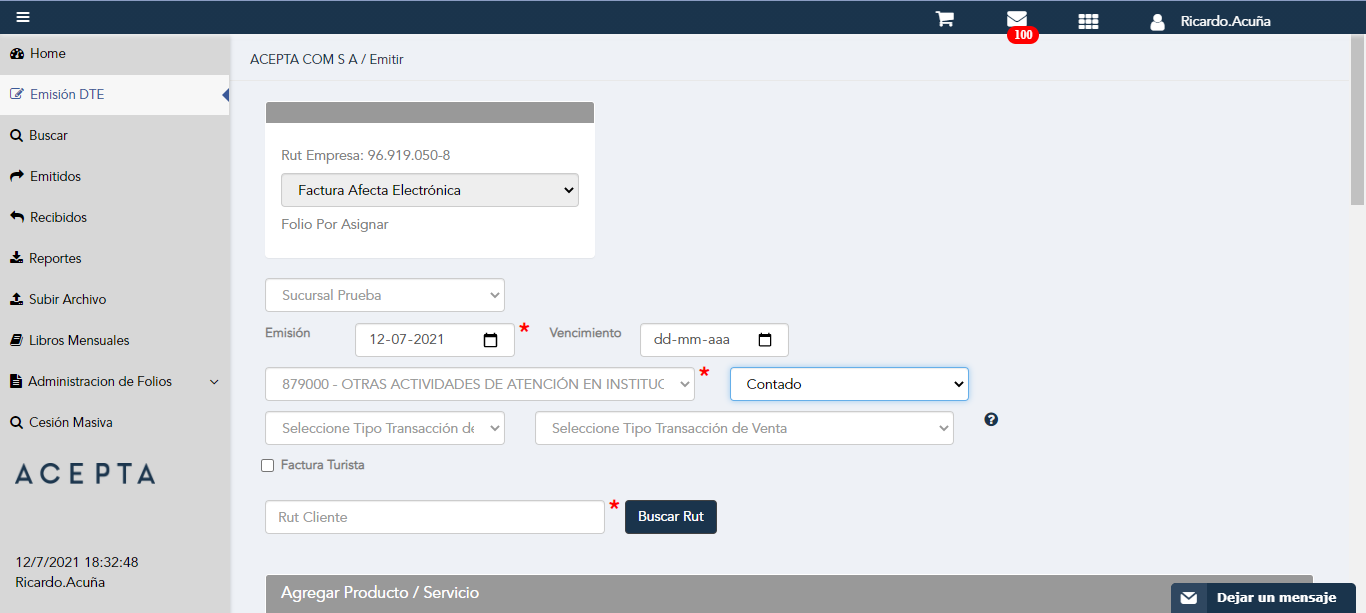 100
Ricardo.Acuña
Home
Emisión DTE
Buscar
Emitidos
Recibidos
Reportes
Subir Archivo
Libros Mensuales
Administracion de Folios
Cesión Masiva
ACEPTA
12/7/2021 18:32:48
Ricardo.Acuña
ACEPTA COM S A / Emitir
Rut Empresa: 96.919.050-8
Factura Afecta Electrónica
Folio Por Asignar
Sucursal Prueba
Emisión 12-07-2021 * Vencimiento dd-mm-aaa
879000 - OTRAS ACTIVIDADES DE ATENCIÓN EN INSTITUC * Contado
Seleccione Tipo Transacción de Seleccione Tipo Transacción de Venta ?
Factura Turista
Rut Cliente * Buscar Rut
Agregar Producto / Servicio
Dejar un mensaje